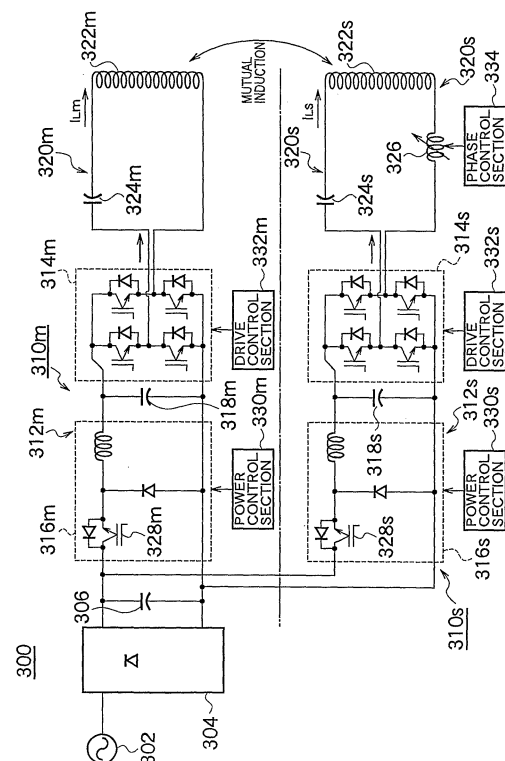 300
302
304
306
310m
312m
316m
328m
318m
330m
POWER
CONTROL
SECTION
314m
332m
DRIVE
CONTROL
SECTION
320m
324m
ILm
322m
MUTUAL
INDUCTION
310s
312s
316s
328s
318s
330s
POWER
CONTROL
SECTION
314s
332s
DRIVE
CONTROL
SECTION
320s
324s
ILs
322s
326
320s
334
PHASE
CONTROL
SECTION